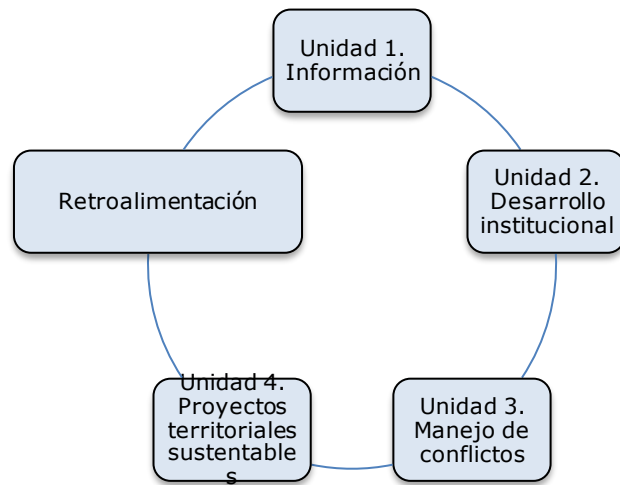 Unidad 1.
Información
Unidad 2.
Desarrollo
institucional
Unidad 3.
Manejo de
conflictos
Unidad 4.
Proyectos
territoriales
sustentable
s
Retroalimentación